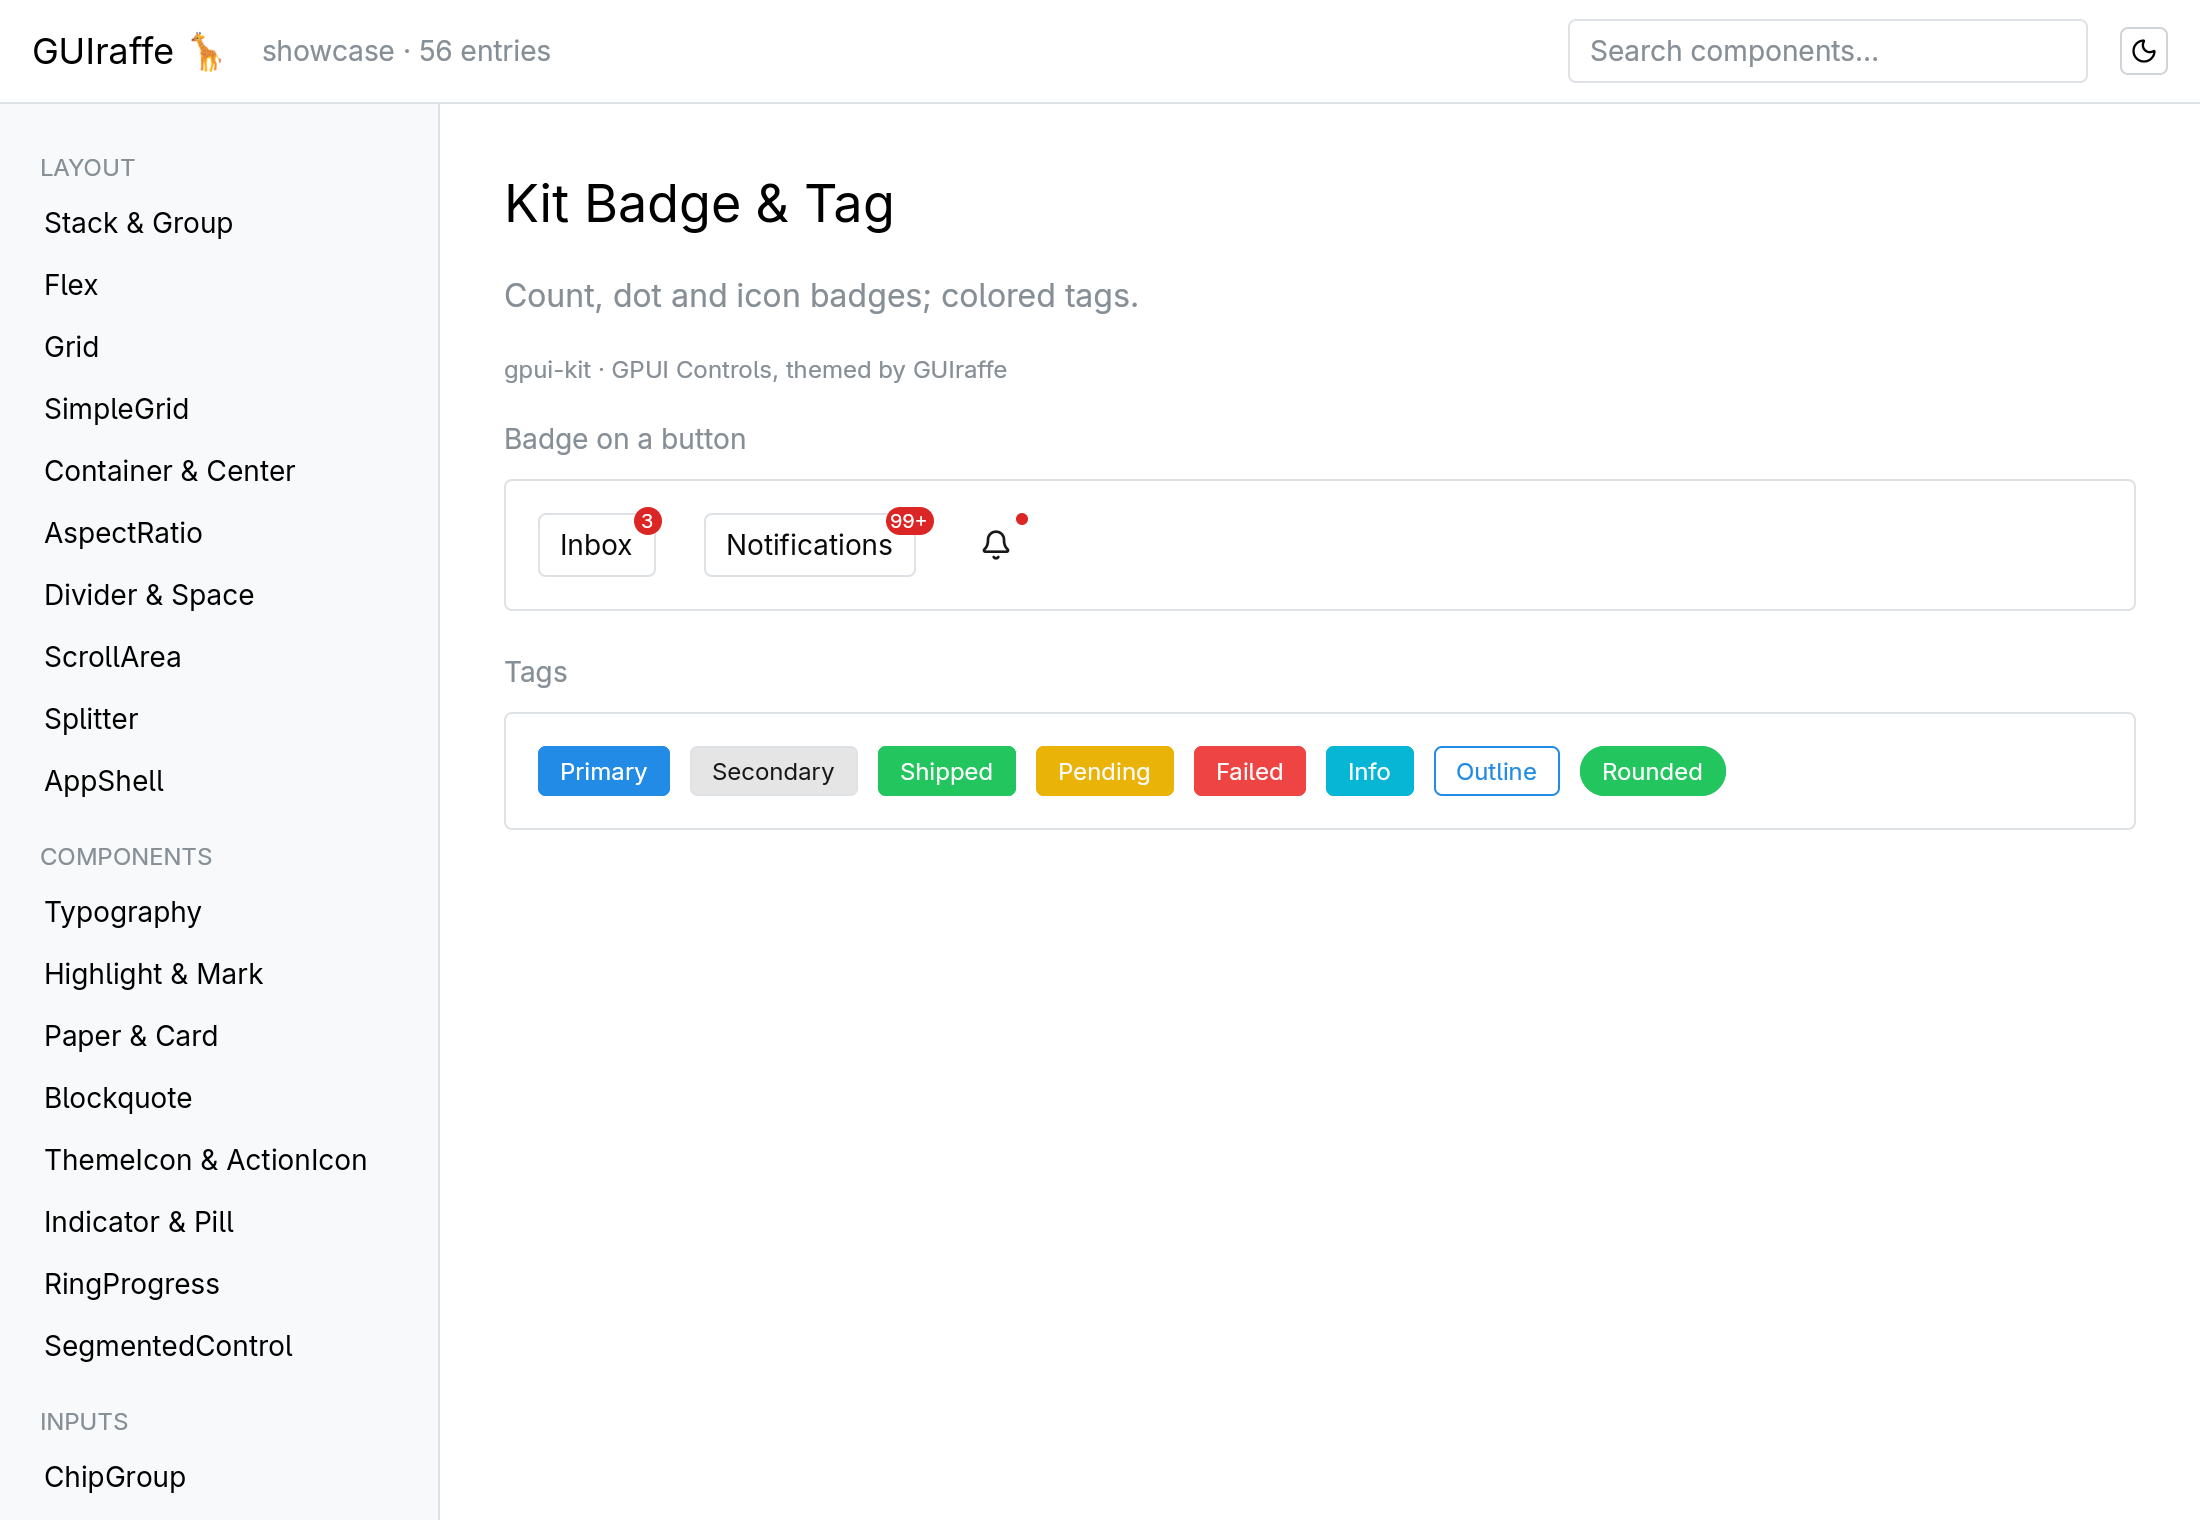 GUIraffe 🦒 showcase · 56 entries
Search components...
LAYOUT
Stack & Group
Flex
Grid
SimpleGrid
Container & Center
AspectRatio
Divider & Space
ScrollArea
Splitter
AppShell
COMPONENTS
Typography
Highlight & Mark
Paper & Card
Blockquote
ThemeIcon & ActionIcon
Indicator & Pill
RingProgress
SegmentedControl
INPUTS
ChipGroup
Kit Badge & Tag
Count, dot and icon badges; colored tags.
gpui-kit · GPUI Controls, themed by GUIraffe
Badge on a button
Inbox 3 Notifications 99+
Tags
Primary Secondary Shipped Pending Failed Info Outline Rounded